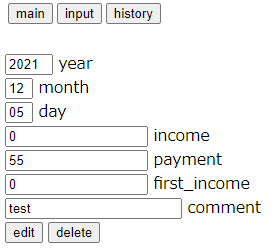 main input history
2021 year
12 month
05 day
0 income
55 payment
0 first_income
test comment
edit delete